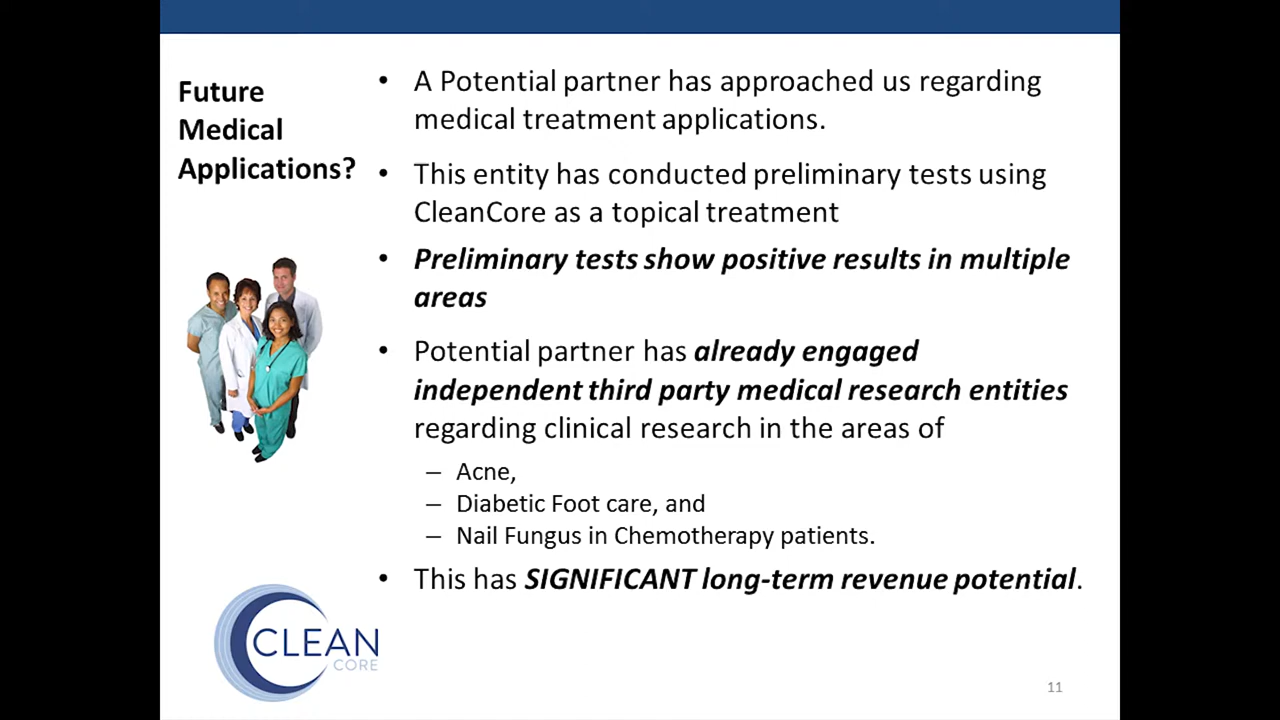 Future
Medical
Applications?
• A Potential partner has approached us regarding
medical treatment applications.
• This entity has conducted preliminary tests using
CleanCore as a topical treatment
• Preliminary tests show positive results in multiple
areas
• Potential partner has already engaged
independent third party medical research entities
regarding clinical research in the areas of
– Acne,
– Diabetic Foot care, and
– Nail Fungus in Chemotherapy patients.
• This has SIGNIFICANT long-term revenue potential.
CLEAN
CORE
11